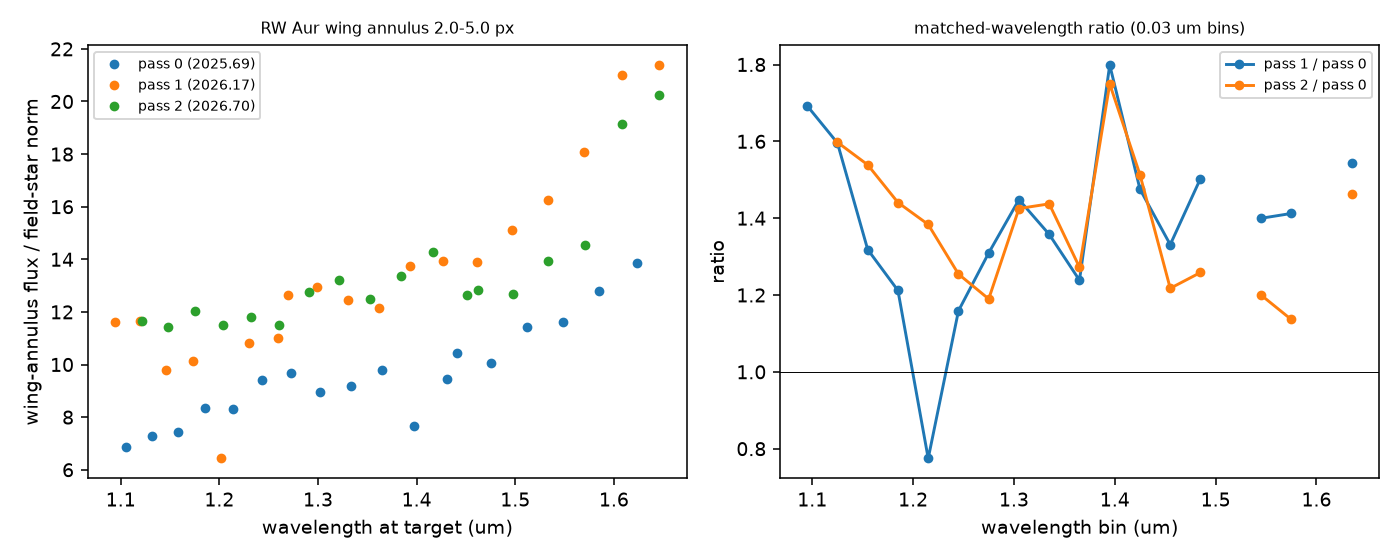 RW Aur wing annulus 2.0-5.0 px
wing-annulus flux / field-star norm
22
20
18
16
14
12
10
8
6
pass 0 (2025.69)
pass 1 (2026.17)
pass 2 (2026.70)
1.1 1.2 1.3 1.4 1.5 1.6
wavelength at target (um)
matched-wavelength ratio (0.03 um bins)
ratio
1.8
1.6
1.4
1.2
1.0
0.8
pass 1 / pass 0
pass 2 / pass 0
1.1 1.2 1.3 1.4 1.5 1.6
wavelength bin (um)